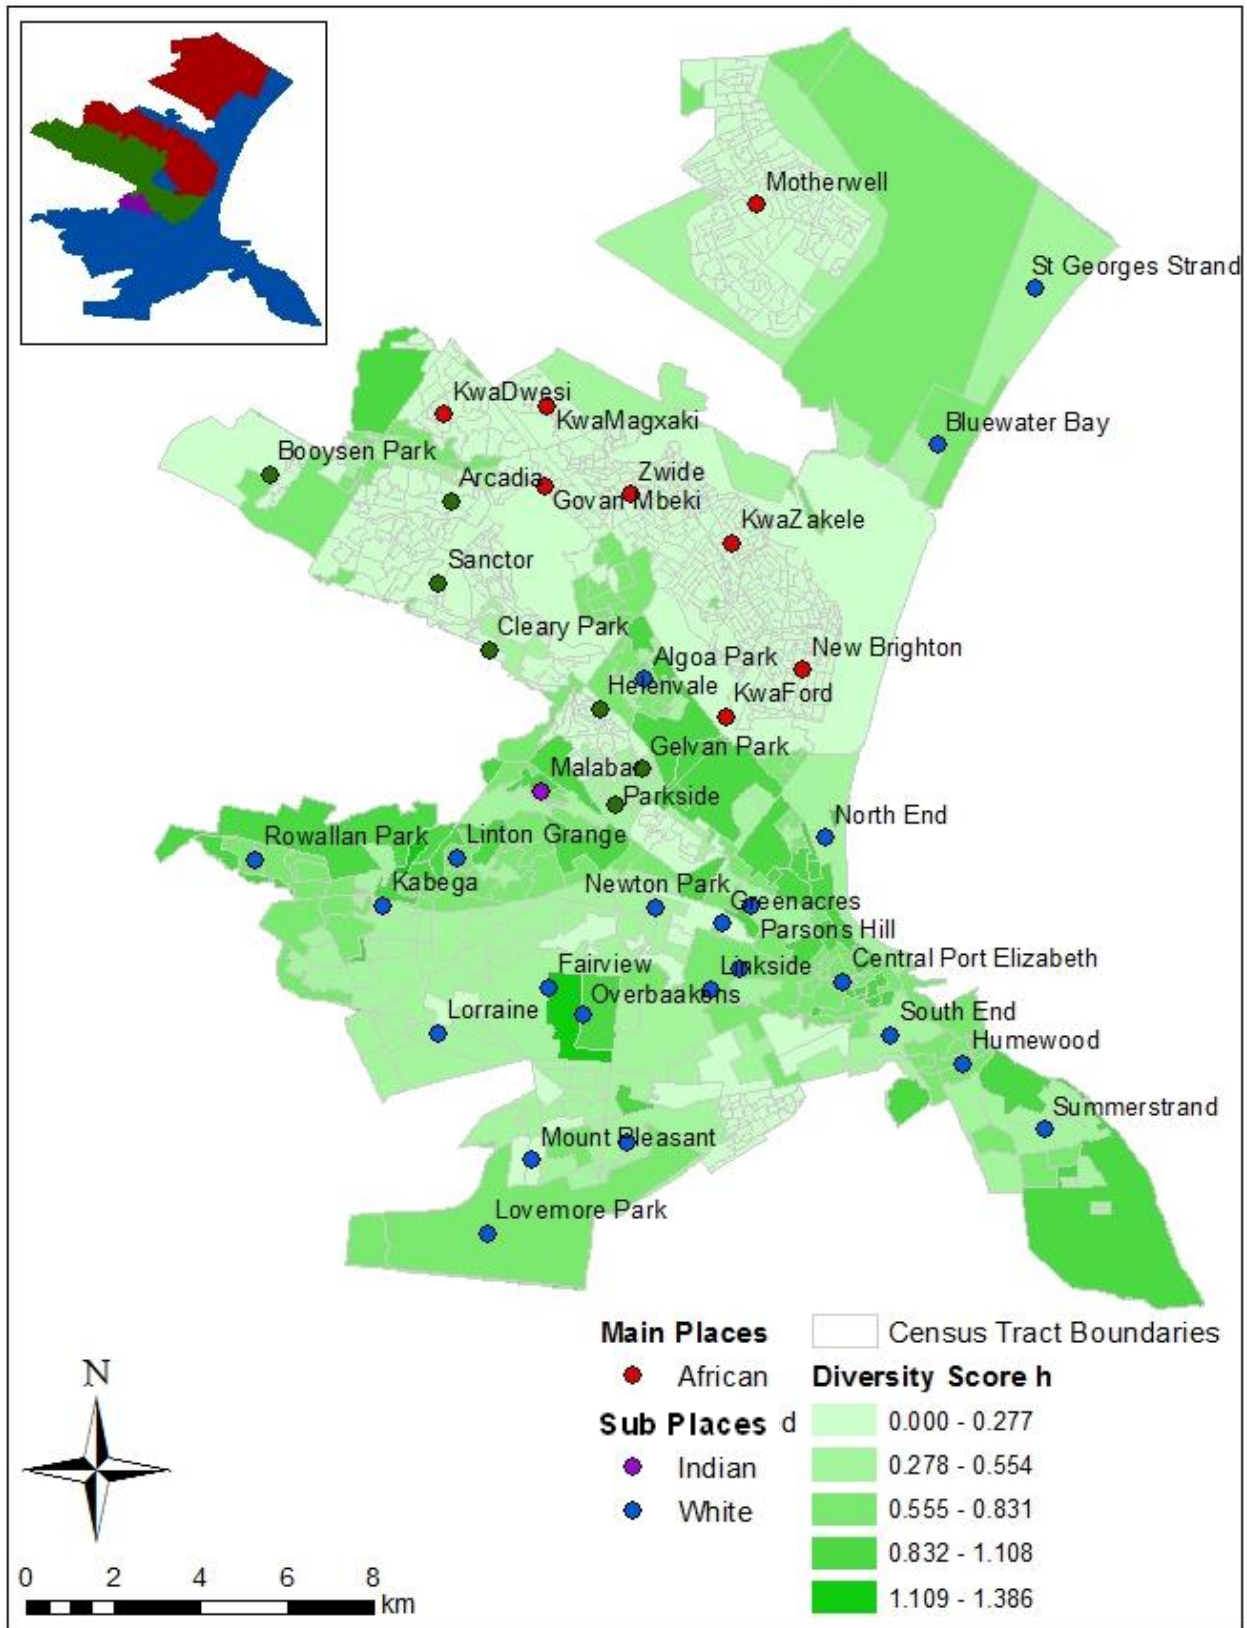 Motherwell
St Georges Strand
KwaDwesi
KwaMagxaki
Bluewater Bay
Booysen Park
Arcadia
Zwide
Govan Mbeki
KwaZakele
Sanctor
Cleary Park
Algoa Park
New Brighton
Helenvale
KwaFord
Gelvan Park
Malabar
Parkside
North End
Rowallan Park
Linton Grange
Kabega
Newton Park
Greenacres
Parsons Hill
Fairview
Linkside
Central Port Elizabeth
Overbaakens
Lorraine
South End
Humewood
Summerstrand
Mount Pleasant
Lovemore Park
Main Places
African
Sub Places d
Indian
White
Census Tract Boundaries
Diversity Score h
0.000 - 0.277
0.278 - 0.554
0.555 - 0.831
0.832 - 1.108
1.109 - 1.386
N
0 2 4 6 8
km